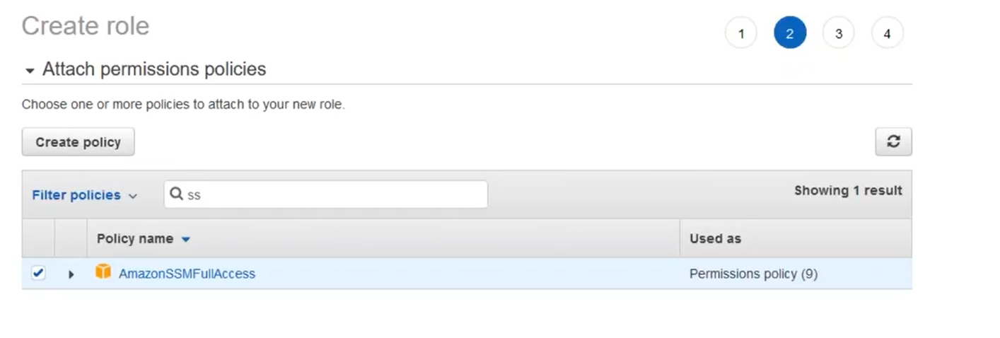 Create role
1 2 3 4
Attach permissions policies
Choose one or more policies to attach to your new role.
Create policy
Filter policies ss Showing 1 result
Policy name Used as
AmazonSSMFullAccess Permissions policy (9)